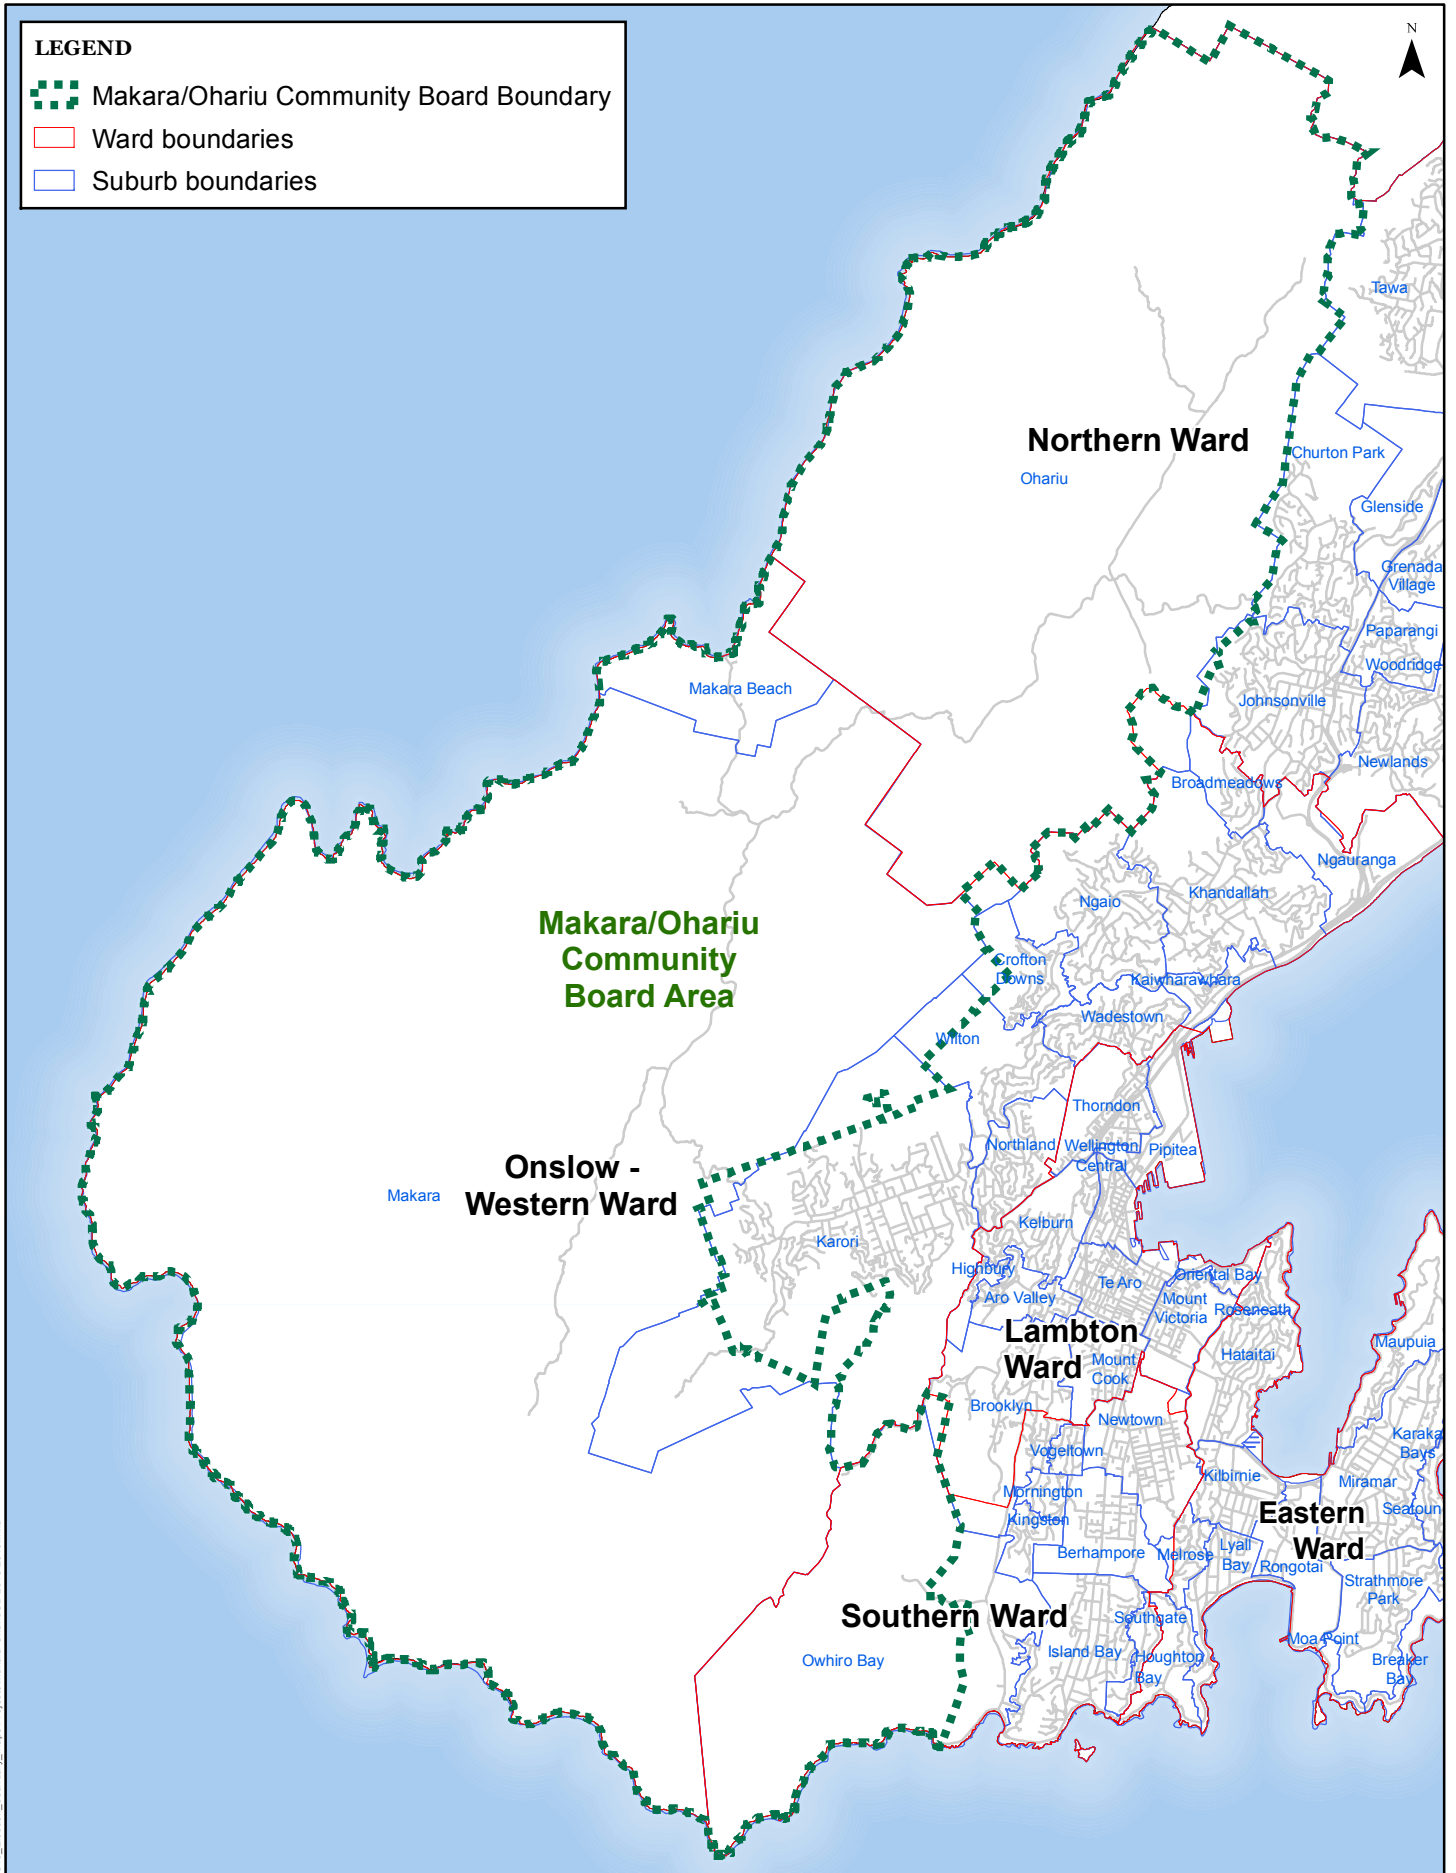 LEGEND
Makara/Ohariu Community Board Boundary
Ward boundaries
Suburb boundaries
N
Tawa
Northern Ward
Churton Park
Ohariu
Glenside
Grenada
Village
Paparangi
Woodridge
Makara Beach
Johnsonville
Newlands
Broadmeadows
Ngauranga
Khandallah
Ngaio
Makara/Ohariu
Community
Board Area
Crofton
Downs
Kaiwharawhara
Wadestown
Wilton
Thorndon
Northland
Wellington
Central
Pipitea
Onslow -
Western Ward
Makara
Kelburn
Karori
Highbury
Te Aro
Oriental Bay
Aro Valley
Mount
Victoria
Roseneath
Lambton
Ward
Hataitai
Maupuia
Mount
Cook
Brooklyn
Newtown
Karaka
Bays
Vogeltown
Kilbirnie
Miramar
Mornington
Seatoun
Kingston
Eastern
Ward
Berhampore
Melrose
Lyall
Bay
Rongotai
Strathmore
Park
Southern Ward
Southgate
Moa Point
Island Bay
Houghton
Bay
Owhiro Bay
Breaker
Bay